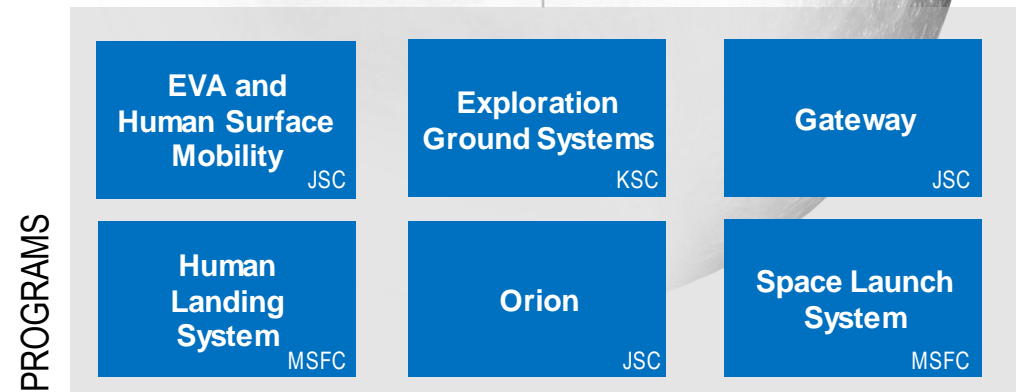 EVA and
Human Surface
Mobility
JSC
Exploration
Ground Systems
KSC
Gateway
JSC
PROGRAMS
Human
Landing
System
MSFC
Orion
JSC
Space Launch
System
MSFC